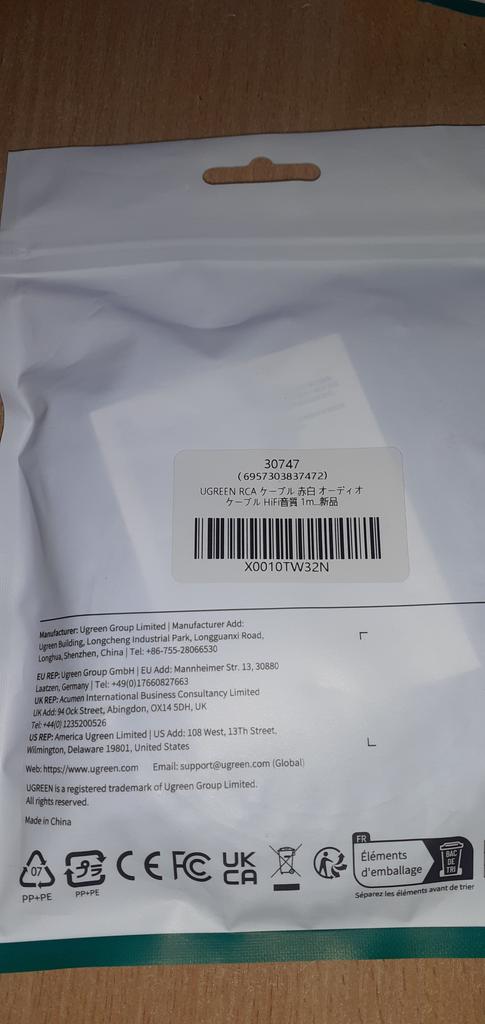 30747
(6957303837472)
UGREEN RCA ケーブル 赤白 オーディオ
ケーブル HiFi音質 1m...新品
X0010TW32N
Manufacturer: Ugreen Group Limited | Manufacturer Add:
Ugreen Building, Longcheng Industrial Park, Longguanxi Road,
Longhua, Shenzhen, China | Tel: +86-755-28066530
EU REP: Ugreen Group GmbH | EU Add: Mannheimer Str. 13, 30880
Laatzen, Germany | Tel: +49(0)17660827663
UK REP: Acumen International Business Consultancy Limited
UK Add: 94 Ock Street, Abingdon, OX14 5DH, UK
Tel: +44(0)1235200526
US REP: America Ugreen Limited | US Add: 108 West, 13Th Street,
Wilmington, Delaware 19801, United States
Web: https://www.ugreen.com Email: support@ugreen.com (Global)
UGREEN is a registered trademark of Ugreen Group Limited.
All rights reserved.
Made in China
07
PP+PE
プラ
PP+PE
CE
FC
UK
CA
FR
Éléments
d'emballage
BAC
DE
TRI
Séparez les éléments avant de trier